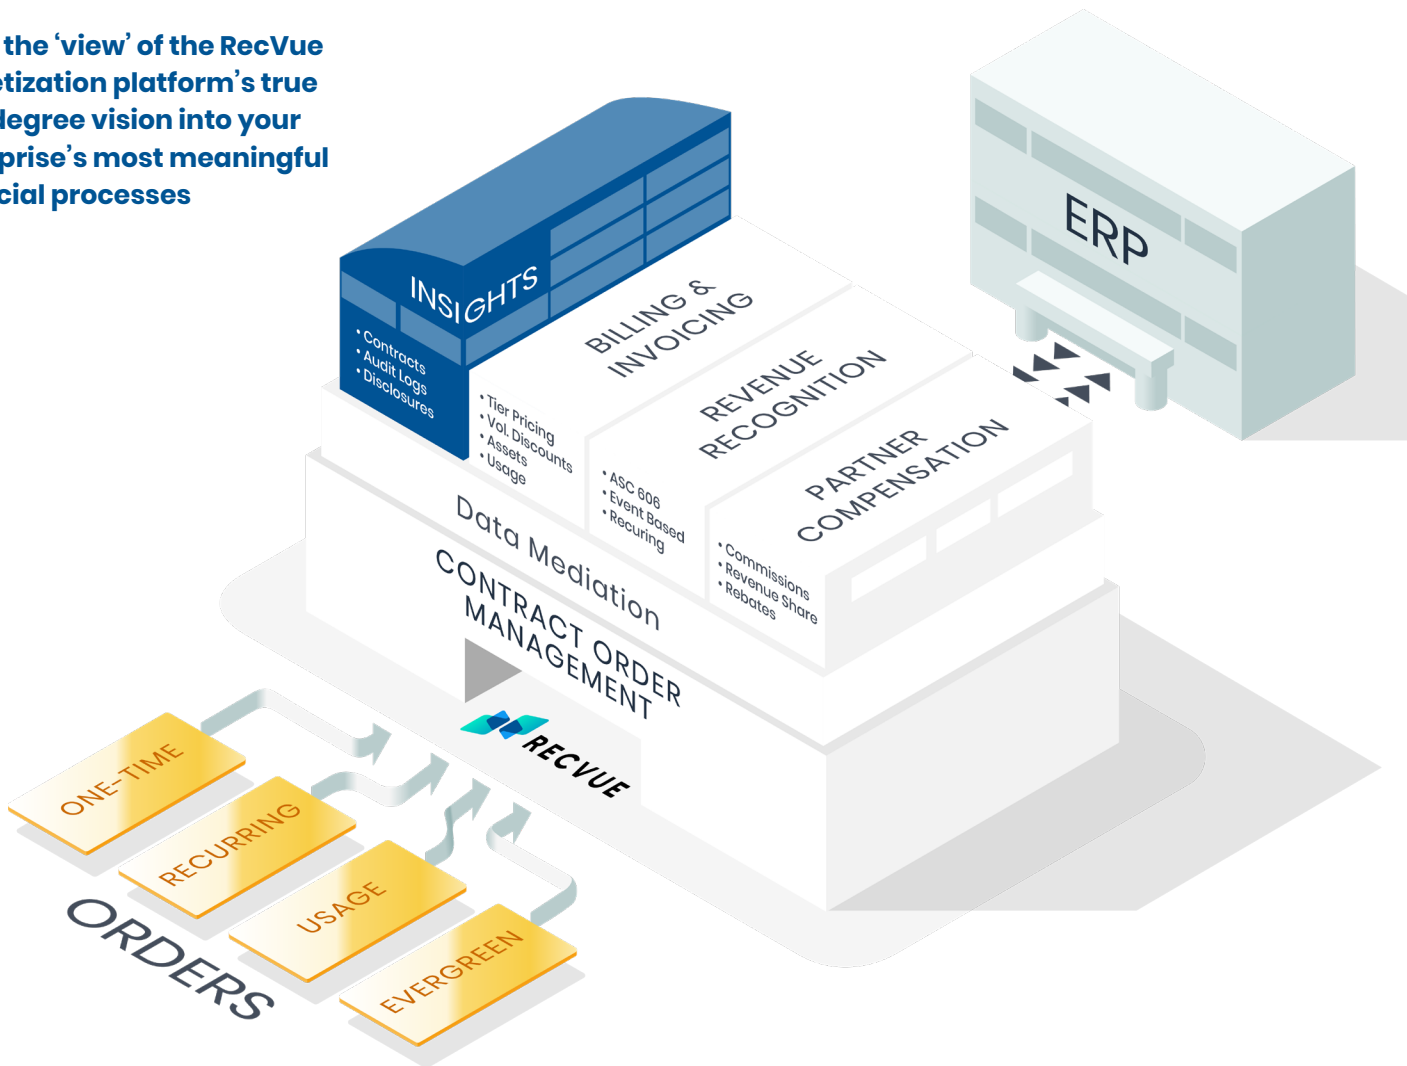 the ‘view’ of the RecVue
etization platform’s true
degree vision into your
prise’s most meaningful
cial processes
INSIGHTS
• Contracts
• Audit Logs
• Disclosures
BILLING &
INVOICING
• Tier Pricing
• Vol. Discounts
• Assets
• Usage
REVENUE
RECOGNITION
• ASC 606
• Event Based
• Recuring
PARTNER
COMPENSATION
• Commissions
• Revenue Share
• Rebates
ERP
Data Mediation
CONTRACT ORDER
MANAGEMENT
RECVUE
ONE-TIME
RECURRING
USAGE
EVERGREEN
ORDERS